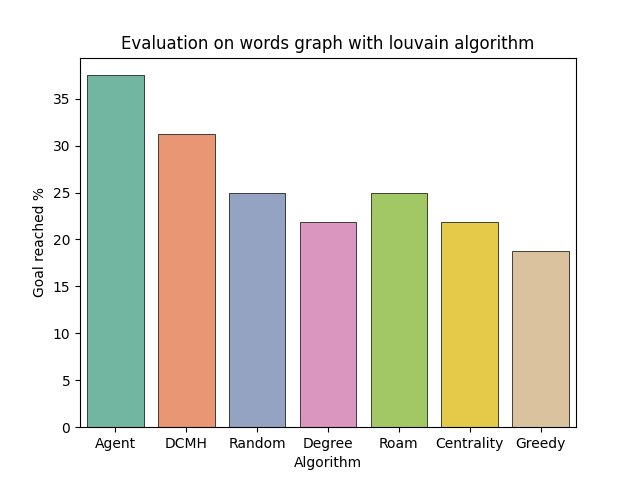 Evaluation on words graph with louvain algorithm
Goal reached %
35
30
25
20
15
10
5
0
Agent DCMH Random Degree Roam Centrality Greedy
Algorithm